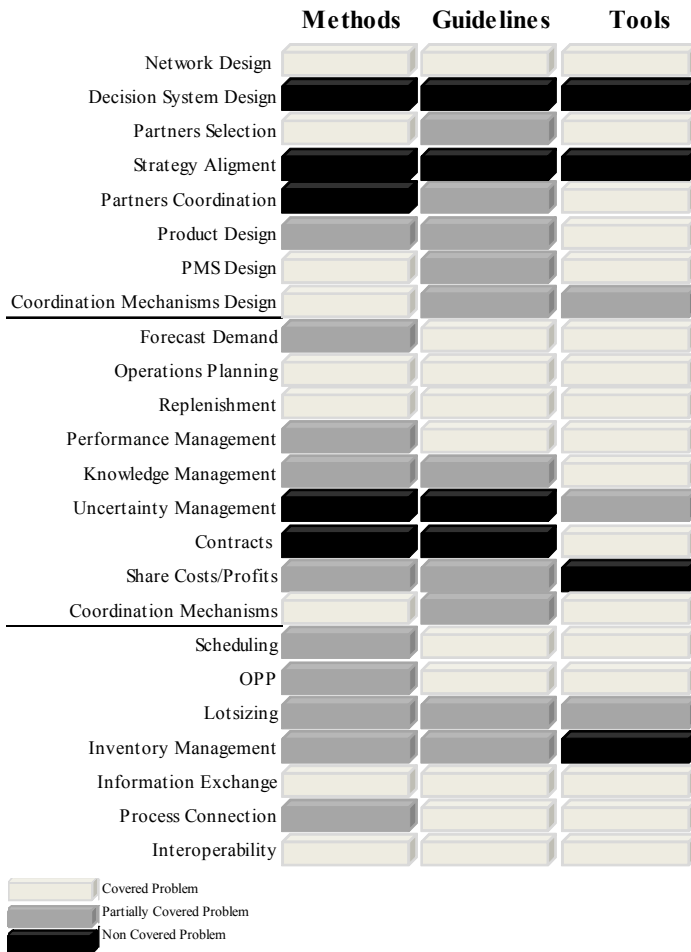 Methods Guidelines Tools
Network Design
Decision System Design
Partners Selection
Strategy Aligment
Partners Coordination
Product Design
PMS Design
Coordination Mechanisms Design
Forecast Demand
Operations Planning
Replenishment
Performance Management
Knowledge Management
Uncertainty Management
Contracts
Share Costs/Profits
Coordination Mechanisms
Scheduling
OPP
Lotsizing
Inventory Management
Information Exchange
Process Connection
Interoperability
Covered Problem
Partially Covered Problem
Non Covered Problem